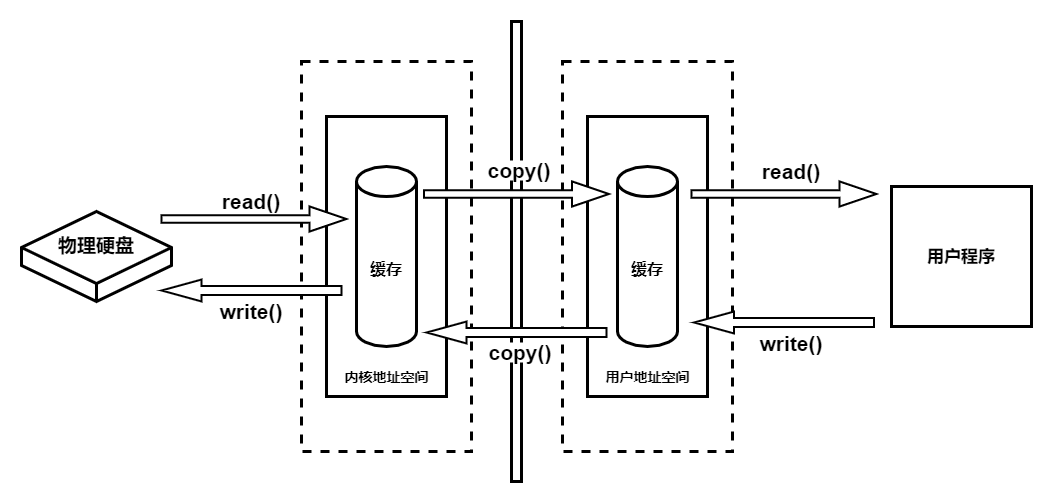 物理硬盘
read()
write()
缓存
内核地址空间
copy()
copy()
缓存
用户地址空间
read()
write()
用户程序